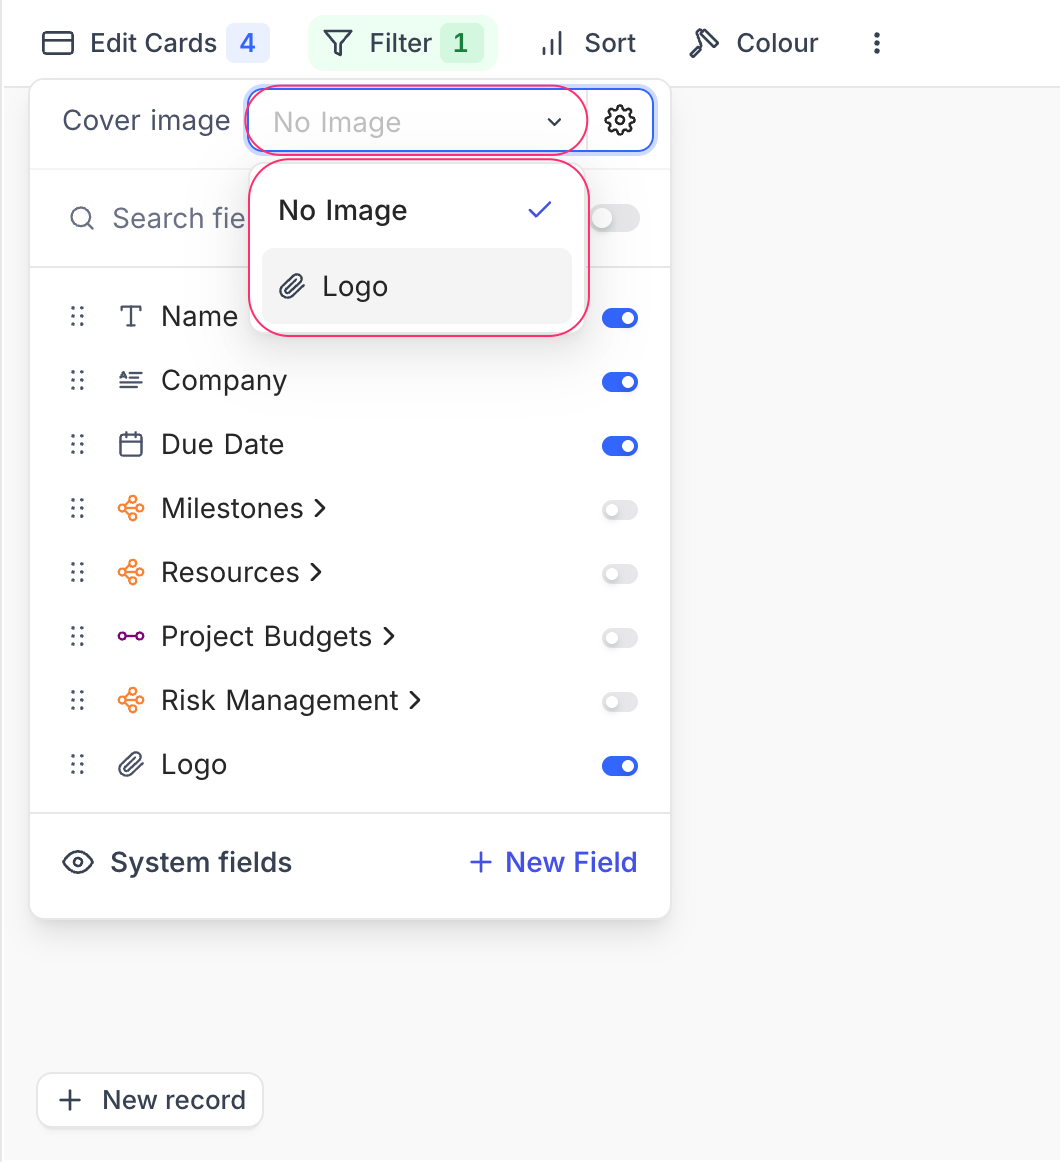 Edit Cards 4 Filter 1 Sort Colour
Cover image No Image
No Image
Search fie
Logo
Name
Company
Due Date
Milestones
Resources
Project Budgets
Risk Management
Logo
System fields + New Field
+ New record